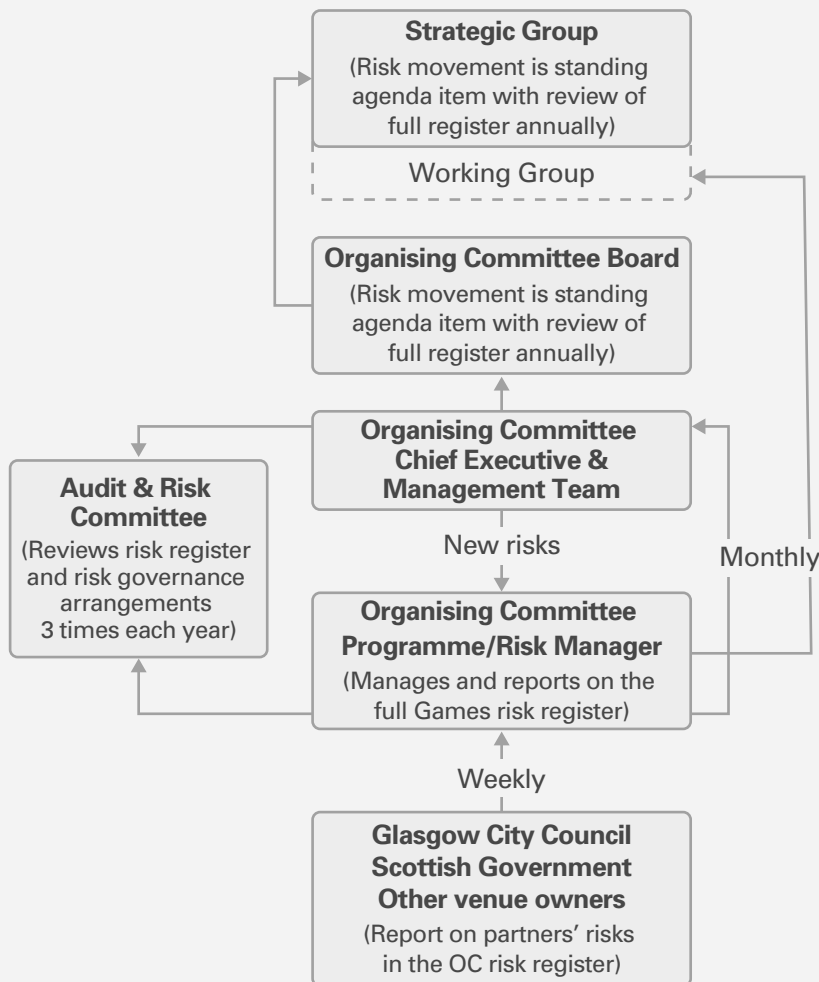 Strategic Group
(Risk movement is standing
agenda item with review of
full register annually)
Working Group
Organising Committee Board
(Risk movement is standing
agenda item with review of
full register annually)
Organising Committee
Chief Executive &
Management Team
Audit & Risk
Committee
(Reviews risk register
and risk governance
arrangements
3 times each year)
New risks
Monthly
Organising Committee
Programme/Risk Manager
(Manages and reports on the
full Games risk register)
Weekly
Glasgow City Council
Scottish Government
Other venue owners
(Report on partners’ risks
in the OC risk register)